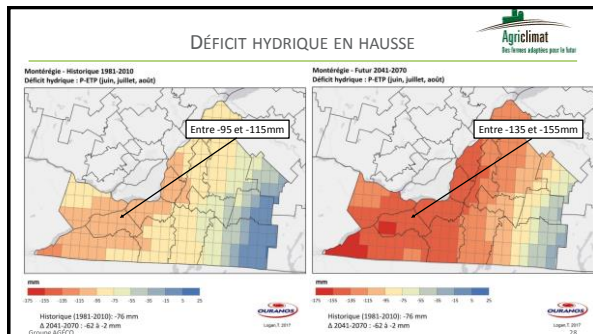 DÉFICIT HYDRIQUE EN HAUSSE
Agriclimat
Des fermes adaptées pour le futur
Montérégie - Historique 1981-2010
Déficit hydrique : P-ETP (juin, juillet, août)
Entre -95 et -115mm
mm
-175 -155 -135 -115 -95 -75 -55 -35 -15 5 25
Historique (1981-2010): -76 mm
Δ 2041-2070 : -62 à -2 mm
OURANOS
Logan,T. 2017
Montérégie - Futur 2041-2070
Déficit hydrique : P-ETP (juin, juillet, août)
Entre -135 et -155mm
mm
-175 -155 -135 -115 -95 -75 -55 -35 -15 5 25
Historique (1981-2010): -76 mm
Δ 2041-2070 : -62 à -2 mm
OURANOS
Logan,T. 2017
Groupe AGÉCO
28